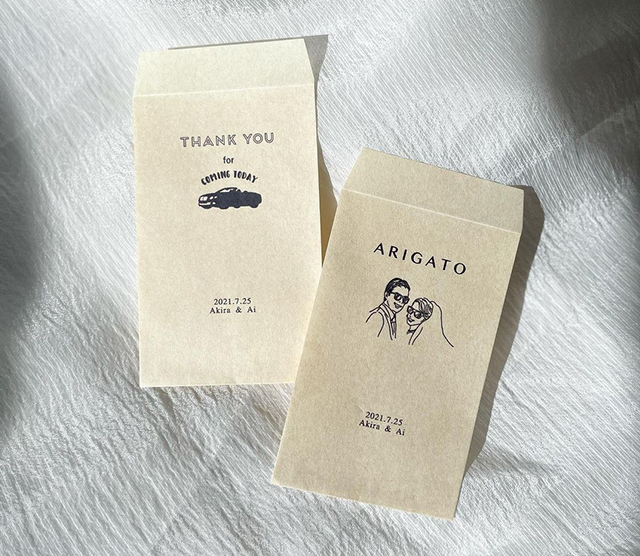 THANK YOU
for
COMING TODAY
2021.7.25
Akira & Ai
ARIGATO
2021.7.25
Akira & Ai